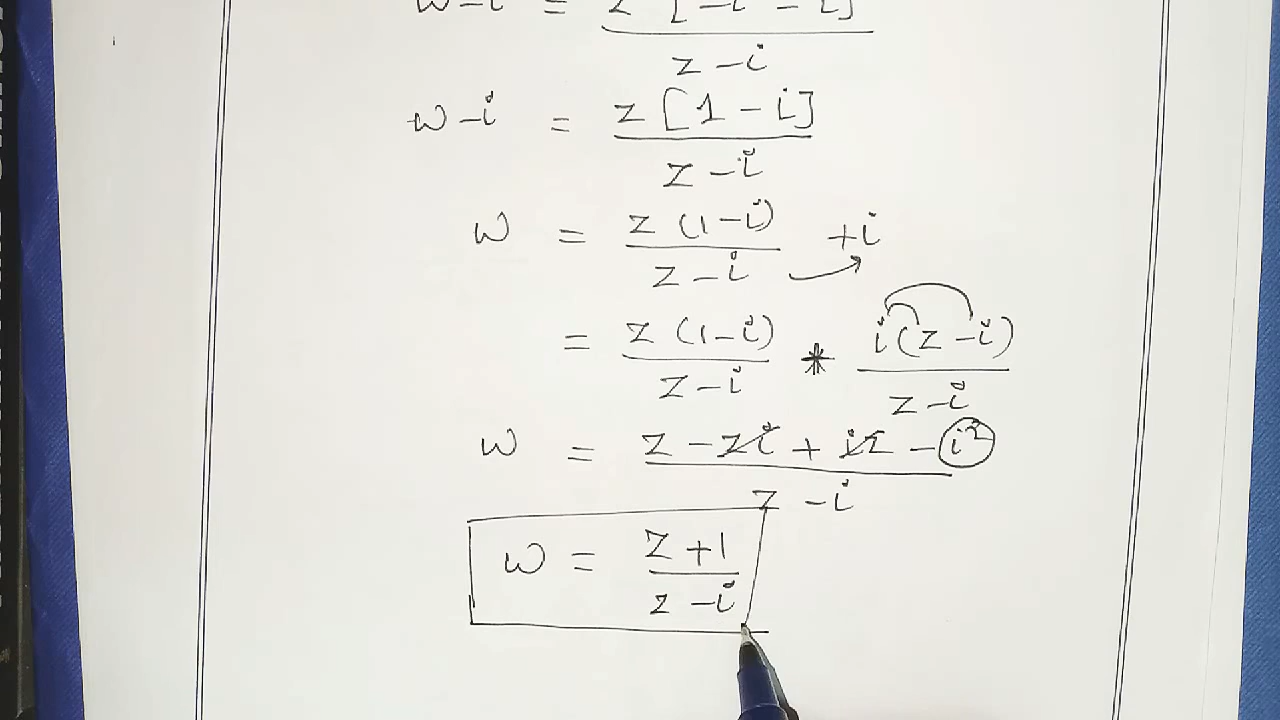 w-i = z [-i-i]
z-i
w-i = z [1-i]
z-i
w = z (1-i) +i
z-i
= z (1-i) * i(z-i)
z-i z-i
w = z - zi + iz - i²
z-i
w = z+1
z-i